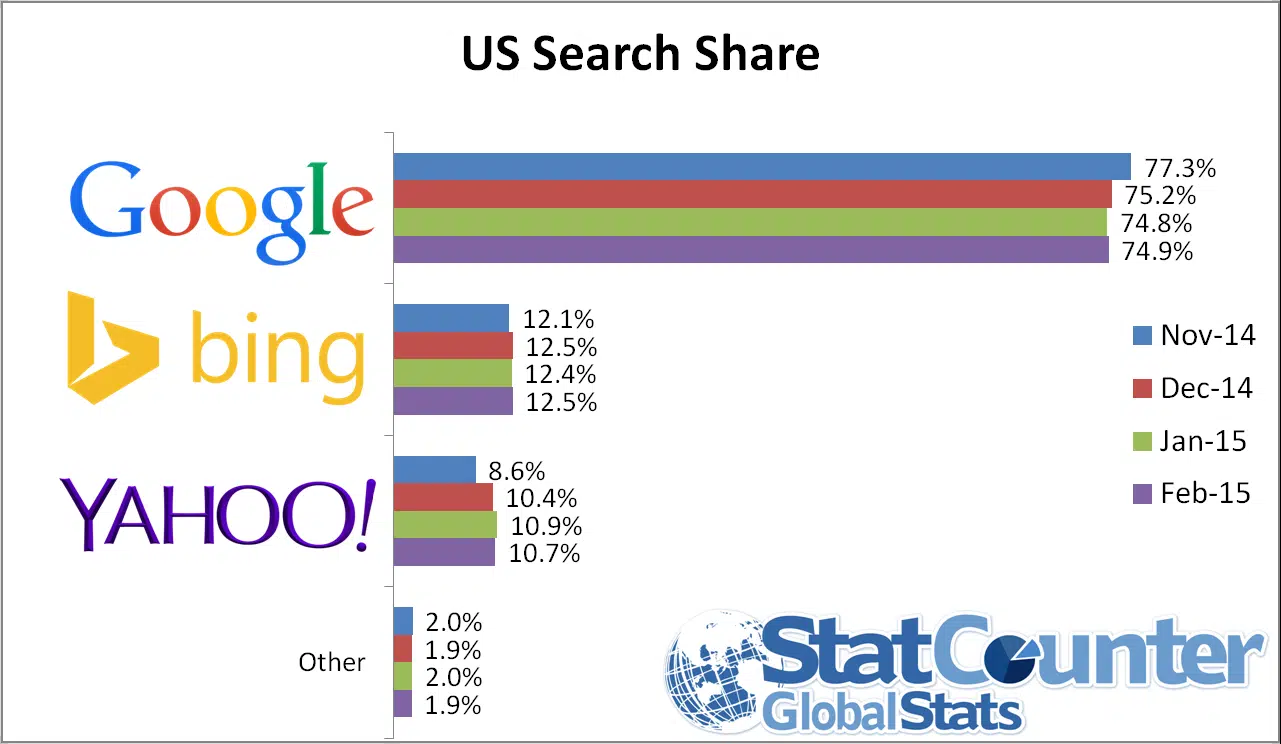 US Search Share
Google
77.3%
75.2%
74.8%
74.9%
bing
12.1%
12.5%
12.4%
12.5%
YAHOO!
8.6%
10.4%
10.9%
10.7%
Other
2.0%
1.9%
2.0%
1.9%
Nov-14
Dec-14
Jan-15
Feb-15
StatCounter
GlobalStats